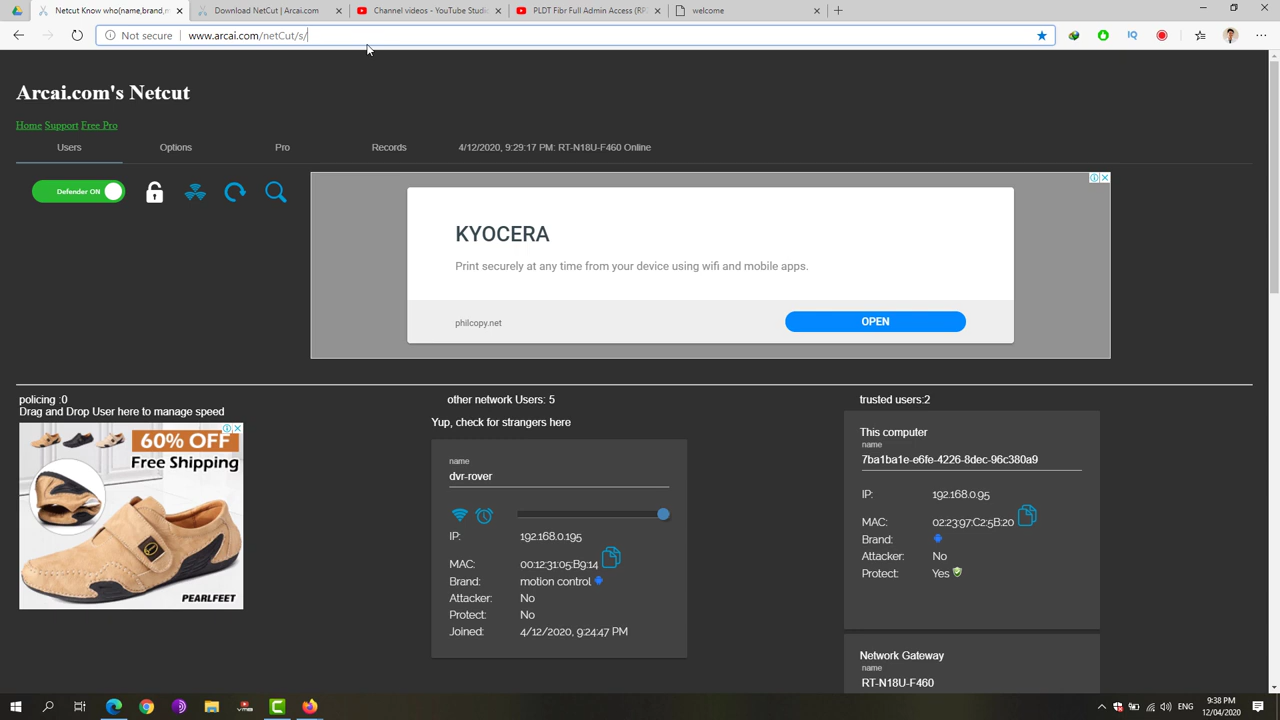 Netcut Know who(name,brand,m
Download NetCut | Arcai.com
Channel videos - YouTube Studio
PLDT Fibr Full Admin Access (RP
welcome
Not secure
www.arcai.com/netCut/s/
IQ
Arcai.com's Netcut
Home Support Free Pro
Users
Options
Pro
Records
4/12/2020, 9:29:17 PM: RT-N18U-F460 Online
Defender ON
KYOCERA
Print securely at any time from your device using wifi and mobile apps.
philcopy.net
OPEN
policing :0
Drag and Drop User here to manage speed
60% OFF
Free Shipping
PEARLFEET
other network Users: 5
Yup, check for strangers here
name
dvr-rover
IP: 192.168.0.195
MAC: 00:12:31:05:B9:14
Brand: motion control
Attacker: No
Protect: No
Joined: 4/12/2020, 9:24:47 PM
trusted users:2
This computer
name
7ba1ba1e-e6fe-4226-8dec-96c380a9
IP: 192.168.0.95
MAC: 02:23:97:C2:5B:20
Brand:
Attacker: No
Protect: Yes
Network Gateway
name
RT-N18U-F460
ENG
9:38 PM
12/04/2020